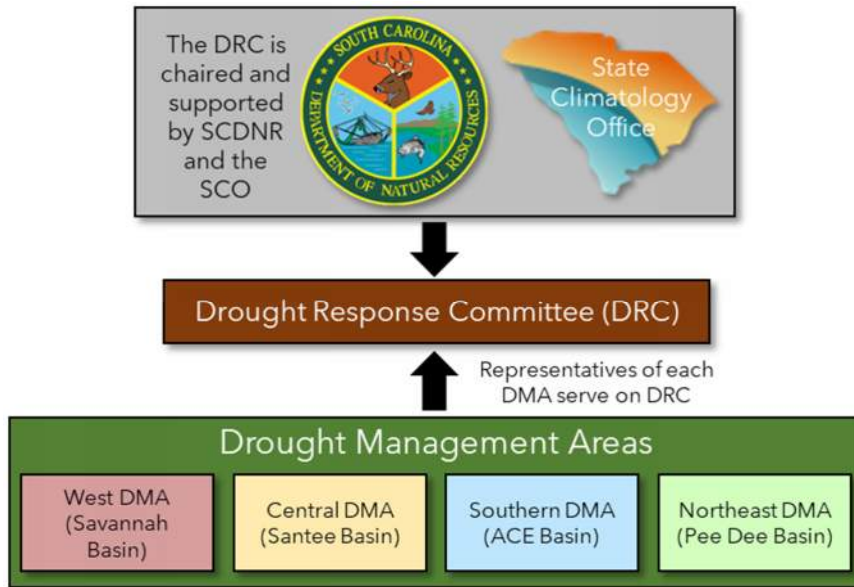 The DRC is
chaired and
supported
by SCDNR
and the
SCO
SOUTH CAROLINA
DEPARTMENT OF NATURAL RESOURCES
State
Climatology
Office
Drought Response Committee (DRC)
Representatives of each
DMA serve on DRC
Drought Management Areas
West DMA
(Savannah
Basin)
Central DMA
(Santee Basin)
Southern DMA
(ACE Basin)
Northeast DMA
(Pee Dee Basin)